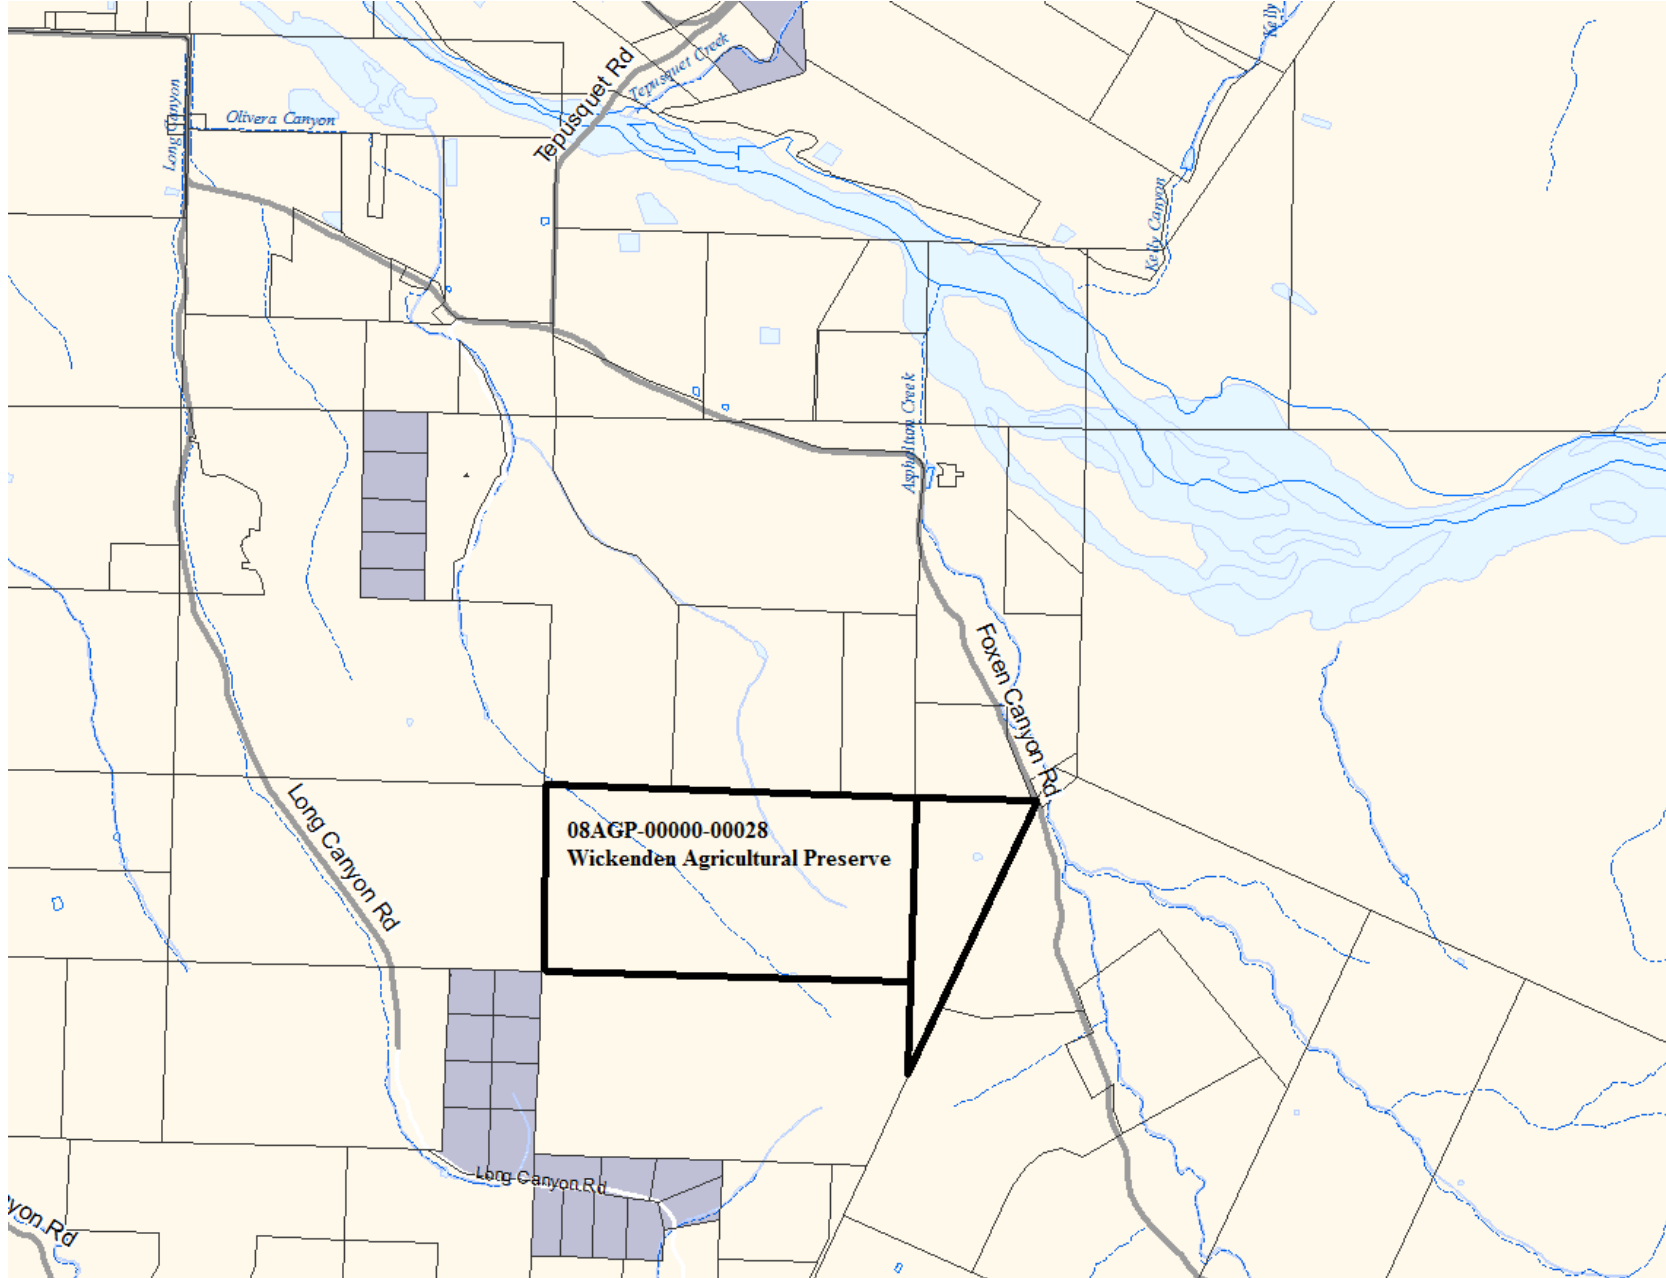 Kelly
Tepusquet Rd
Tepusquet Creek
Long Canyon
Olivera Canyon
Kelly Canyon
Asphaltum Creek
Foxen Canyon Rd
Long Canyon Rd
08AGP-00000-00028
Wickenden Agricultural Preserve
Long Canyon Rd
yon Rd